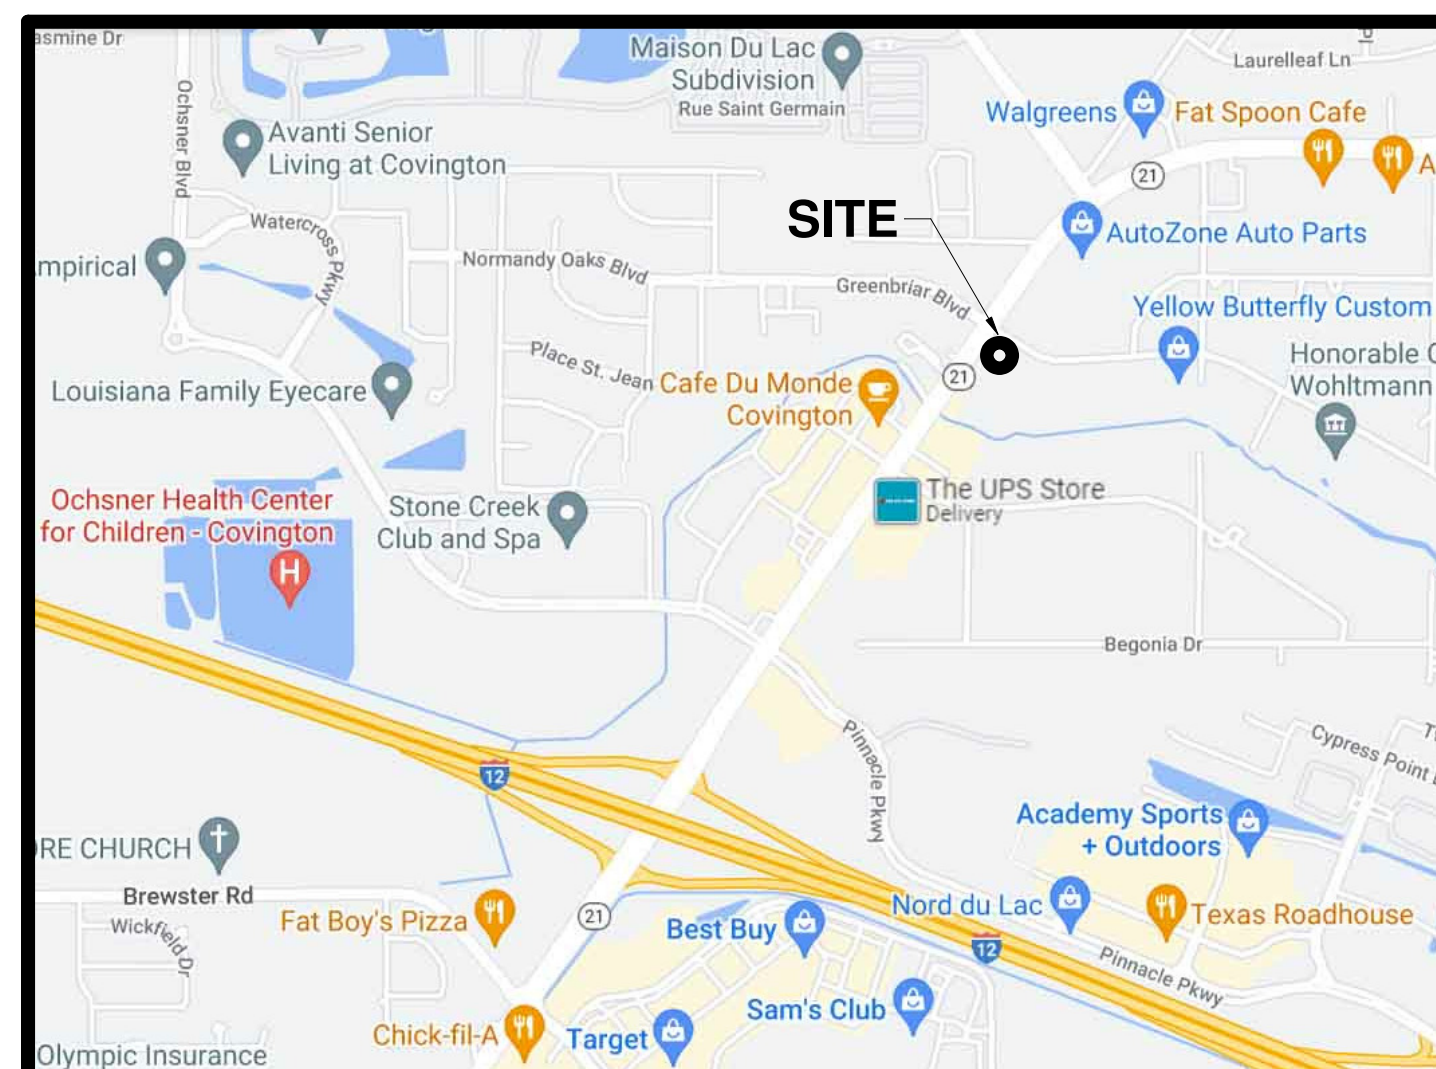 asmine Dr
Maison Du Lac
Subdivision
Rue Saint Germain
Laurelleaf Ln
Ochsner Blvd
Avanti Senior
Living at Covington
Walgreens
Fat Spoon Cafe
A
21
SITE
AutoZone Auto Parts
Watercross Pkwy
mpirical
Normandy Oaks Blvd
Greenbriar Blvd
Yellow Butterfly Custom
Honorable C
Wohltmann
Place St. Jean
21
Louisiana Family Eyecare
Cafe Du Monde
Covington
The UPS Store
Delivery
Ochsner Health Center
for Children - Covington
H
Stone Creek
Club and Spa
Begonia Dr
Pinnacle Pkwy
Cypress Point
12
Academy Sports
+ Outdoors
RE CHURCH
Brewster Rd
Wickfield Dr
Fat Boy's Pizza
21
Best Buy
Nord du Lac
Texas Roadhouse
12
Pinnacle Pkwy
Sam's Club
Chick-fil-A
Target
Olympic Insurance